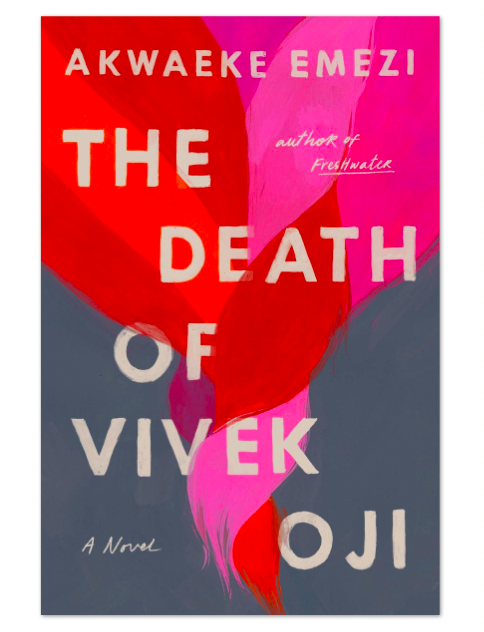 AKWAEKE EMEZI
THE
author of
Freshwater
DEATH
OF
VIVEK
OJI
A Novel